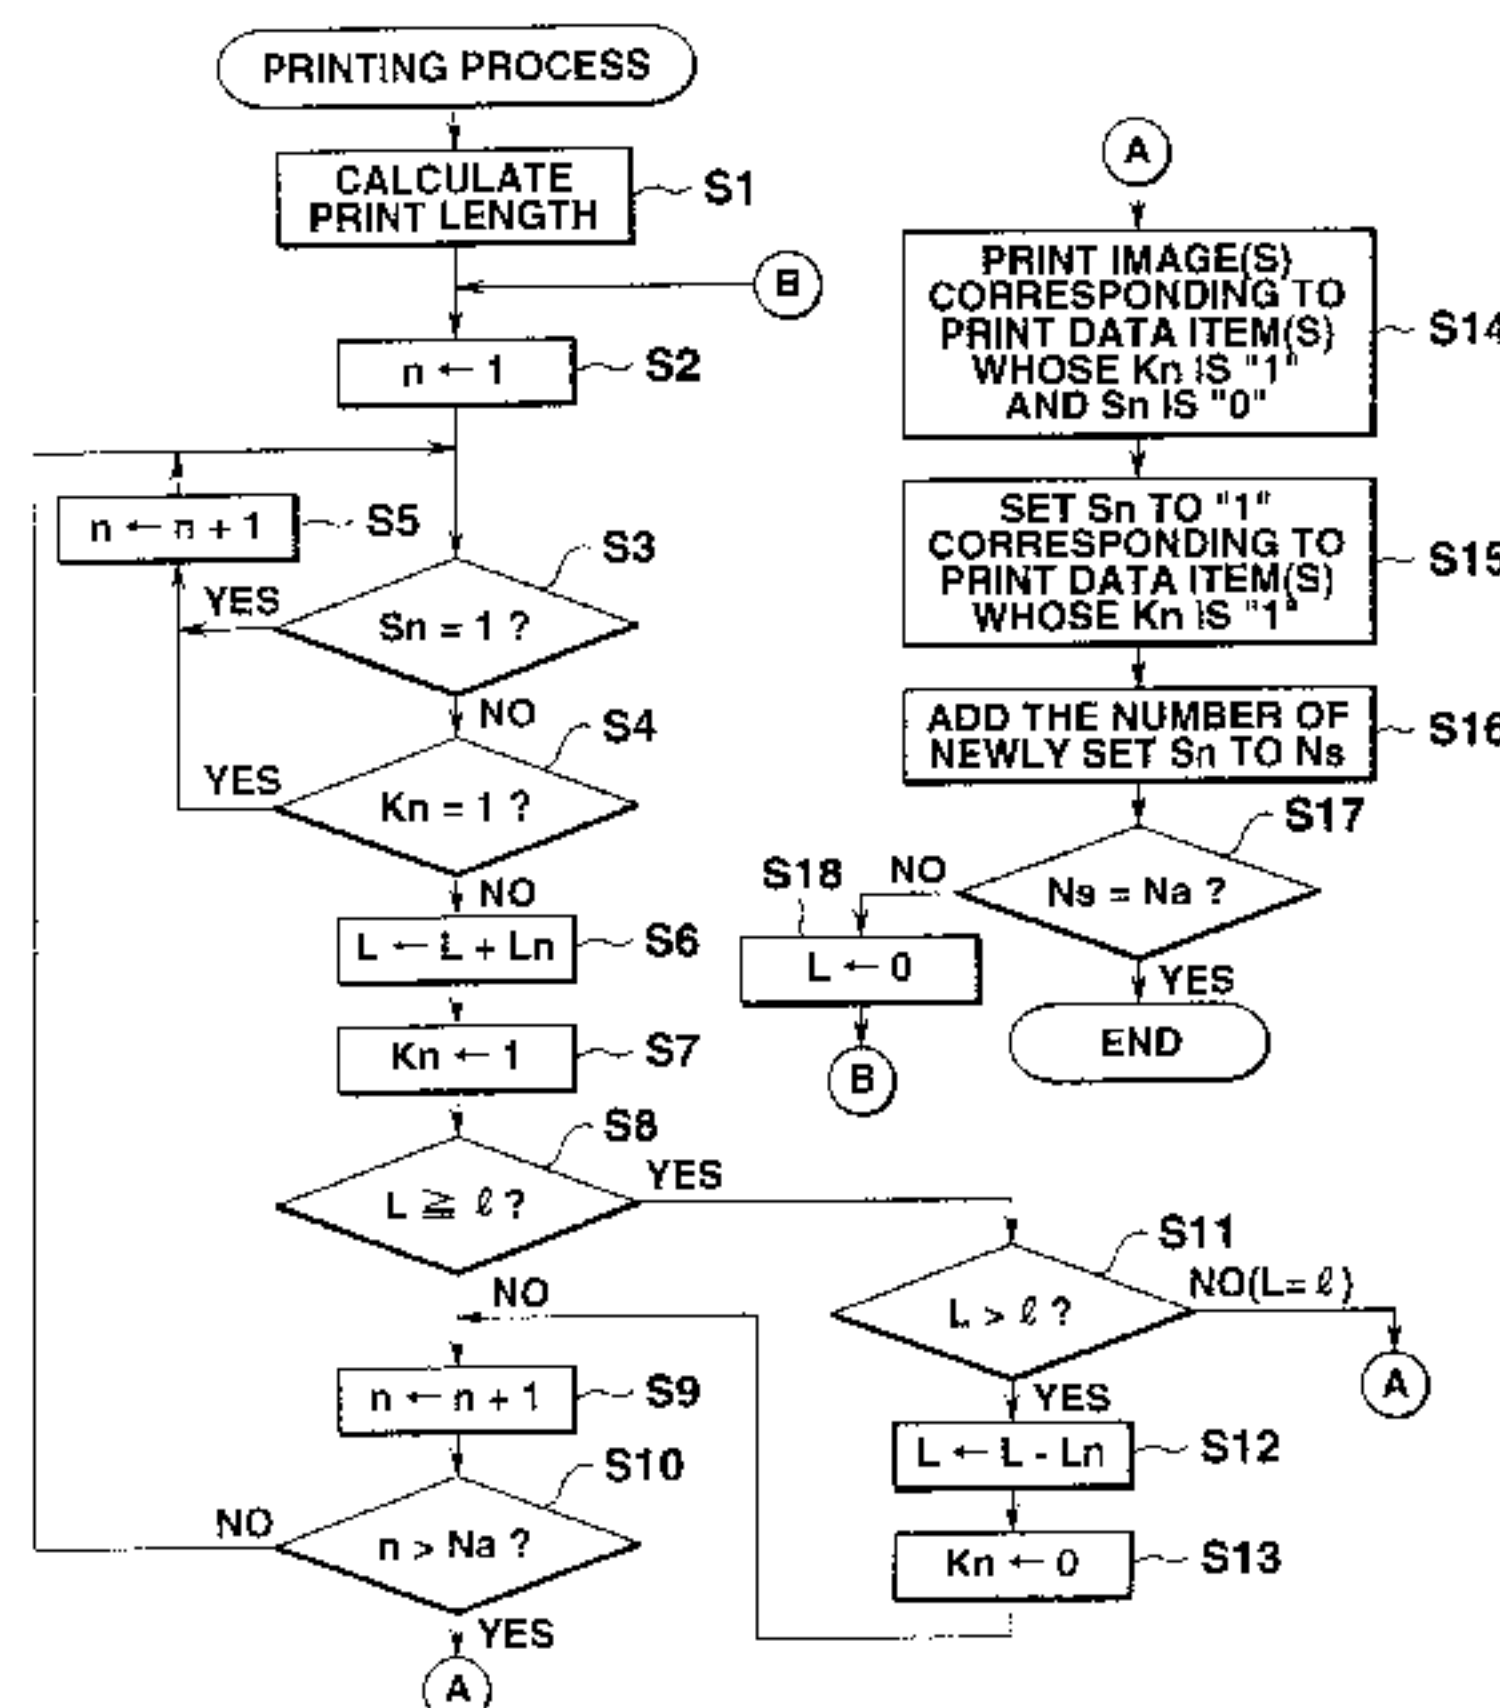 PRINTING PROCESS
CALCULATE
PRINT LENGTH
S1
B
n ← 1
S2
n ← n + 1
S5
S3
YES
Sn = 1 ?
NO
S4
YES
Kn = 1 ?
NO
L ← L + Ln
S6
Kn ← 1
S7
S8
YES
L ≧ ℓ ?
NO
n ← n + 1
S9
S10
NO
n > Na ?
YES
A
S11
NO(L= ℓ)
L > ℓ ?
A
YES
L ← L - Ln
S12
Kn ← 0
S13
A
PRINT IMAGE(S)
CORRESPONDING TO
PRINT DATA ITEM(S)
WHOSE Kn IS "1"
AND Sn IS "0"
S14
SET Sn TO "1"
CORRESPONDING TO
PRINT DATA ITEM(S)
WHOSE Kn IS "1"
S15
ADD THE NUMBER OF
NEWLY SET Sn TO Ns
S16
S17
S18
NO
Ns = Na ?
L ← 0
YES
END
B